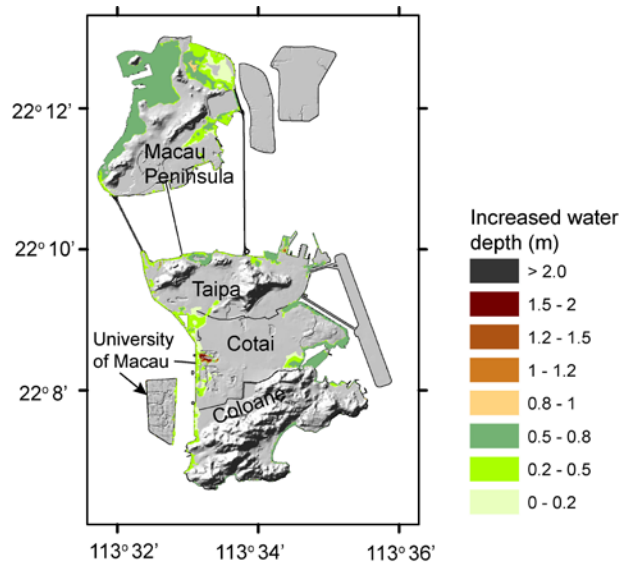 22° 12'
Macau
Peninsula
22° 10'
Taipa
University
of Macau
Cotai
22° 8'
Coloane
113° 32'
113° 34'
113° 36'
Increased water
depth (m)
> 2.0
1.5 - 2
1.2 - 1.5
1 - 1.2
0.8 - 1
0.5 - 0.8
0.2 - 0.5
0 - 0.2